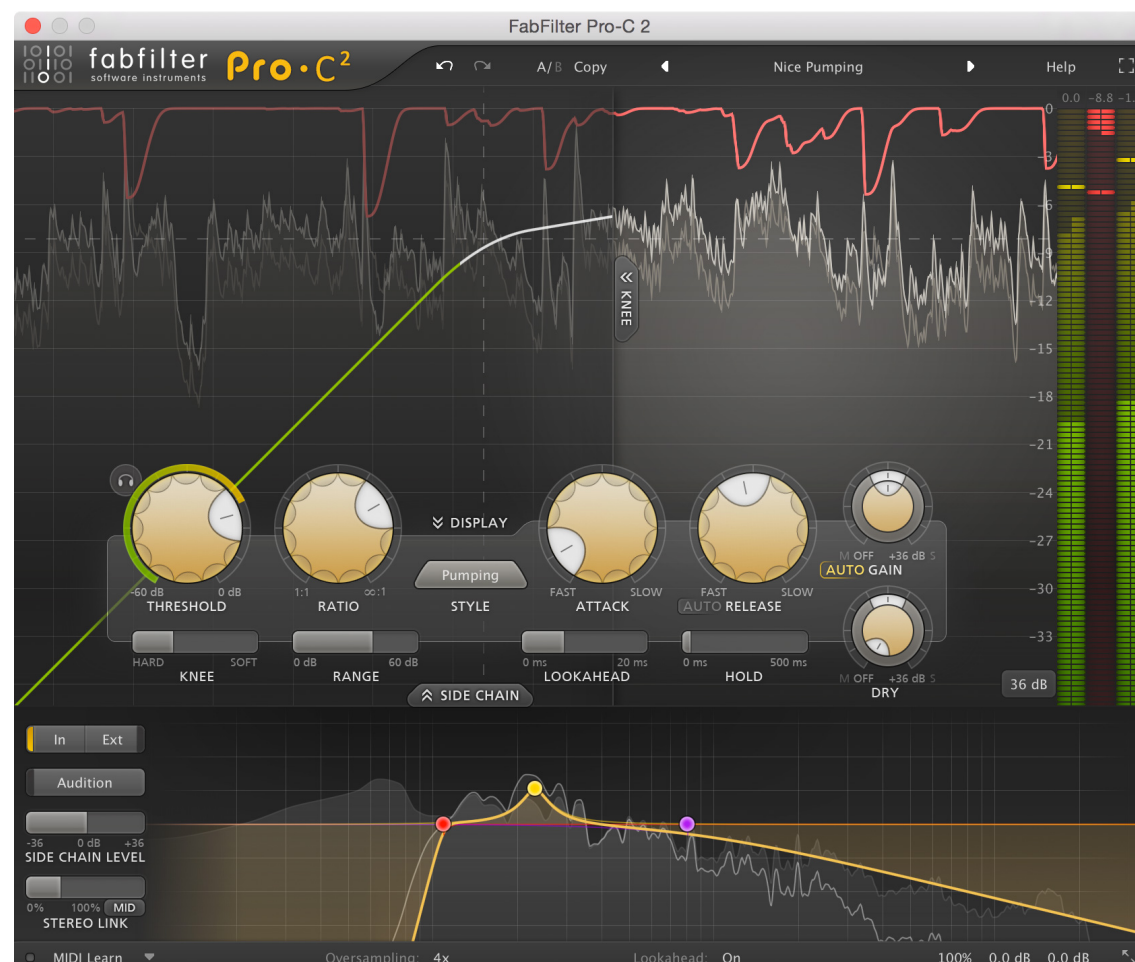 FabFilter Pro-C 2
fabfilter
software instruments
Pro·C²
A/B Copy
Nice Pumping
Help
0.0 -8.8 -1.
0
-3
-6
-9
-12
-15
-18
-21
-24
-27
-30
-33
36 dB
KNEE
DISPLAY
-60 dB 0 dB
THRESHOLD
1:1 ∞:1
RATIO
Pumping
STYLE
FAST SLOW
ATTACK
FAST SLOW
AUTO RELEASE
M OFF +36 dB S
AUTO GAIN
HARD SOFT
KNEE
0 dB 60 dB
RANGE
0 ms 20 ms
LOOKAHEAD
0 ms 500 ms
HOLD
M OFF +36 dB S
DRY
SIDE CHAIN
In Ext
Audition
-36 0 dB +36
SIDE CHAIN LEVEL
0% 100% MID
STEREO LINK
MIDI Learn
Oversampling: 4x
Lookahead: On
100% 0.0 dB 0.0 dB